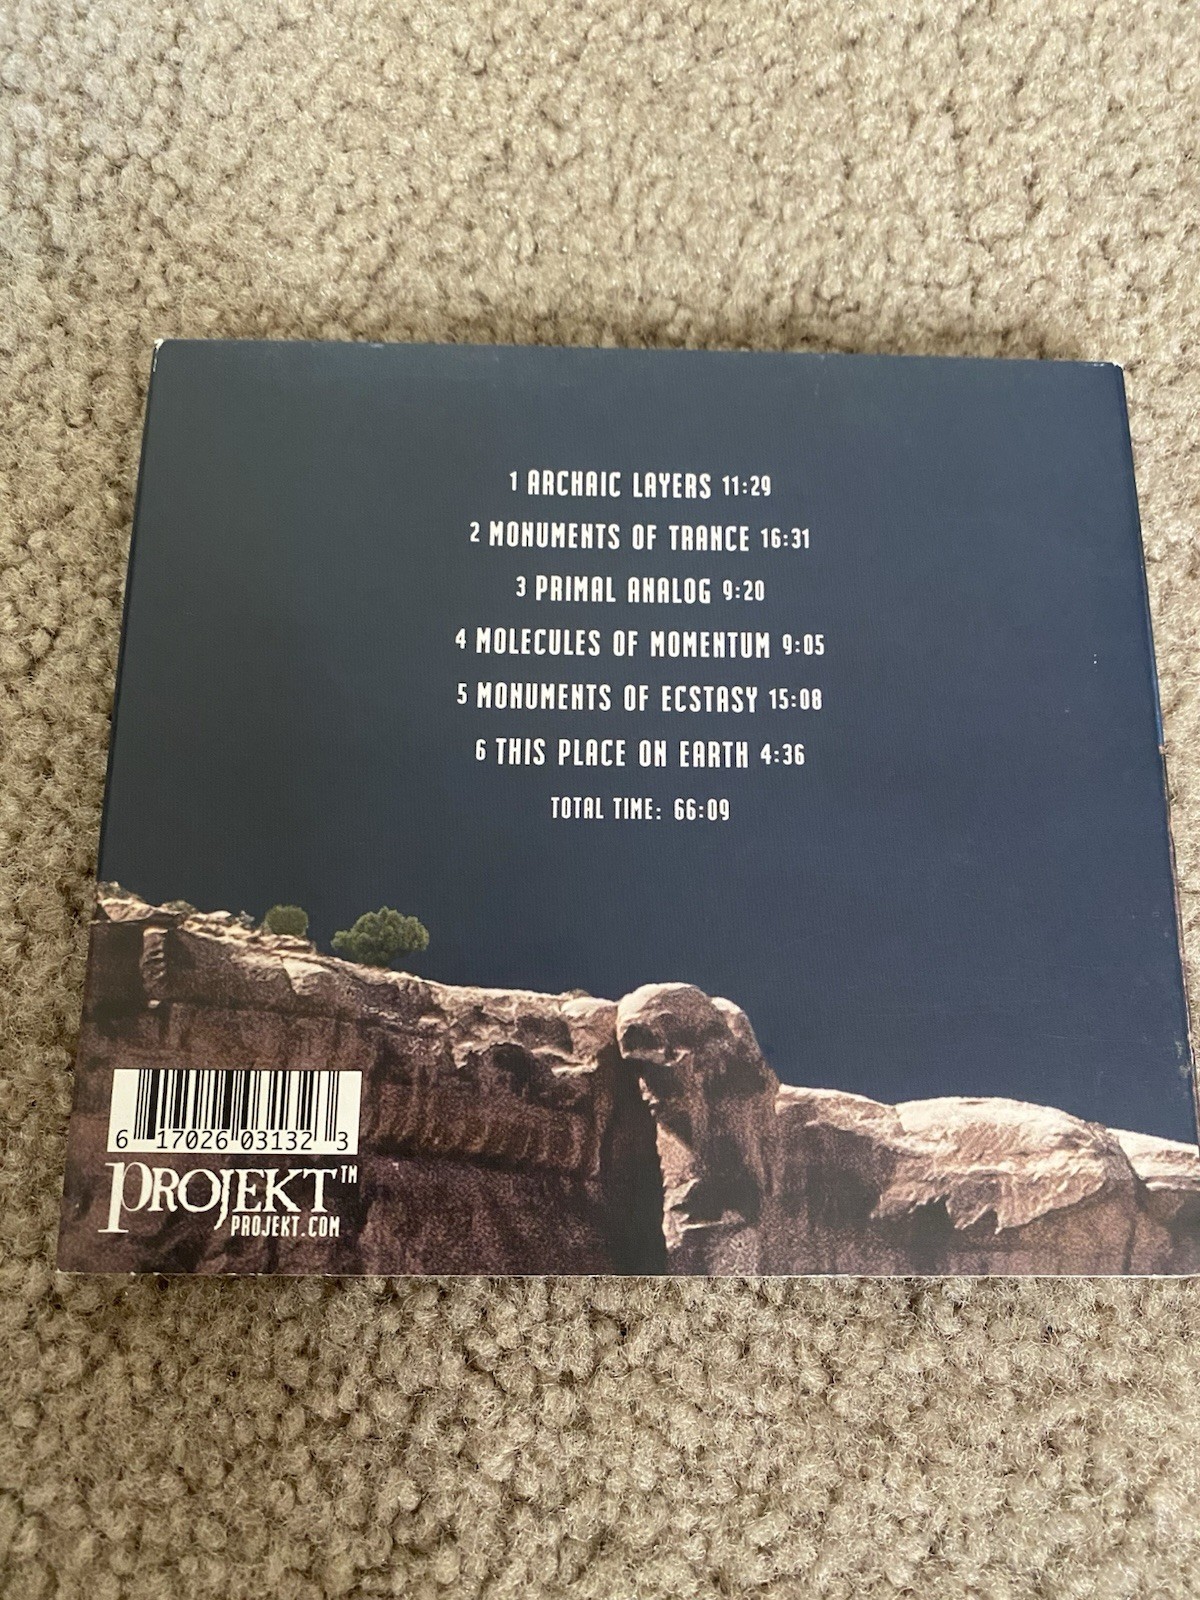 1 ARCHAIC LAYERS 11:29
2 MONUMENTS OF TRANCE 16:31
3 PRIMAL ANALOG 9:20
4 MOLECULES OF MOMENTUM 9:05
5 MONUMENTS OF ECSTASY 15:08
6 THIS PLACE ON EARTH 4:36
TOTAL TIME: 66:09
6 17026 03132 3
PROJEKT™
PROJEKT.COM